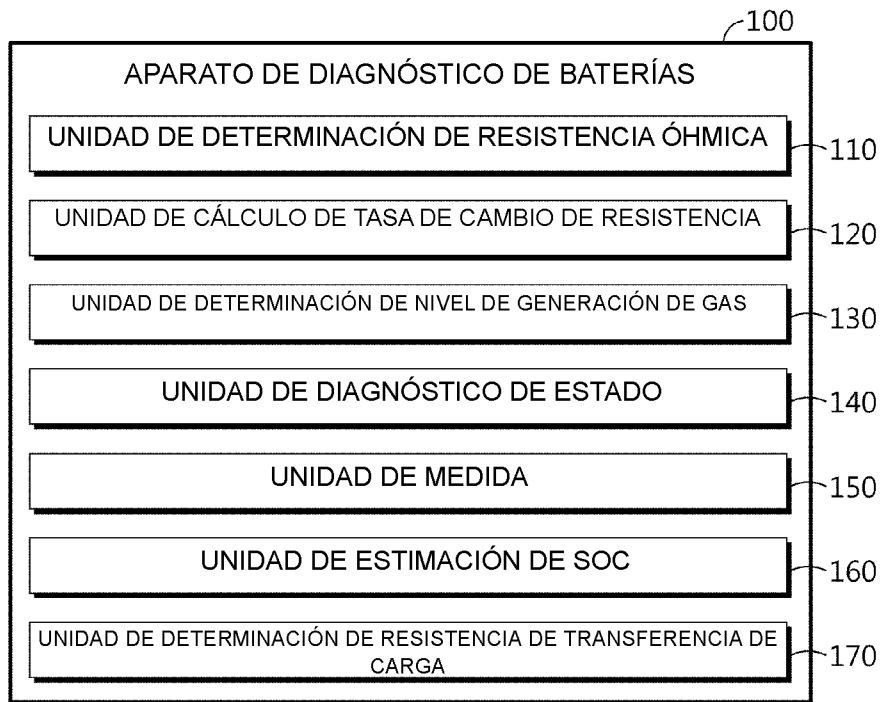 100
APARATO DE DIAGNÓSTICO DE BATERÍAS
UNIDAD DE DETERMINACIÓN DE RESISTENCIA ÓHMICA
110
UNIDAD DE CÁLCULO DE TASA DE CAMBIO DE RESISTENCIA
120
UNIDAD DE DETERMINACIÓN DE NIVEL DE GENERACIÓN DE GAS
130
UNIDAD DE DIAGNÓSTICO DE ESTADO
140
UNIDAD DE MEDIDA
150
UNIDAD DE ESTIMACIÓN DE SOC
160
UNIDAD DE DETERMINACIÓN DE RESISTENCIA DE TRANSFERENCIA DE
CARGA
170